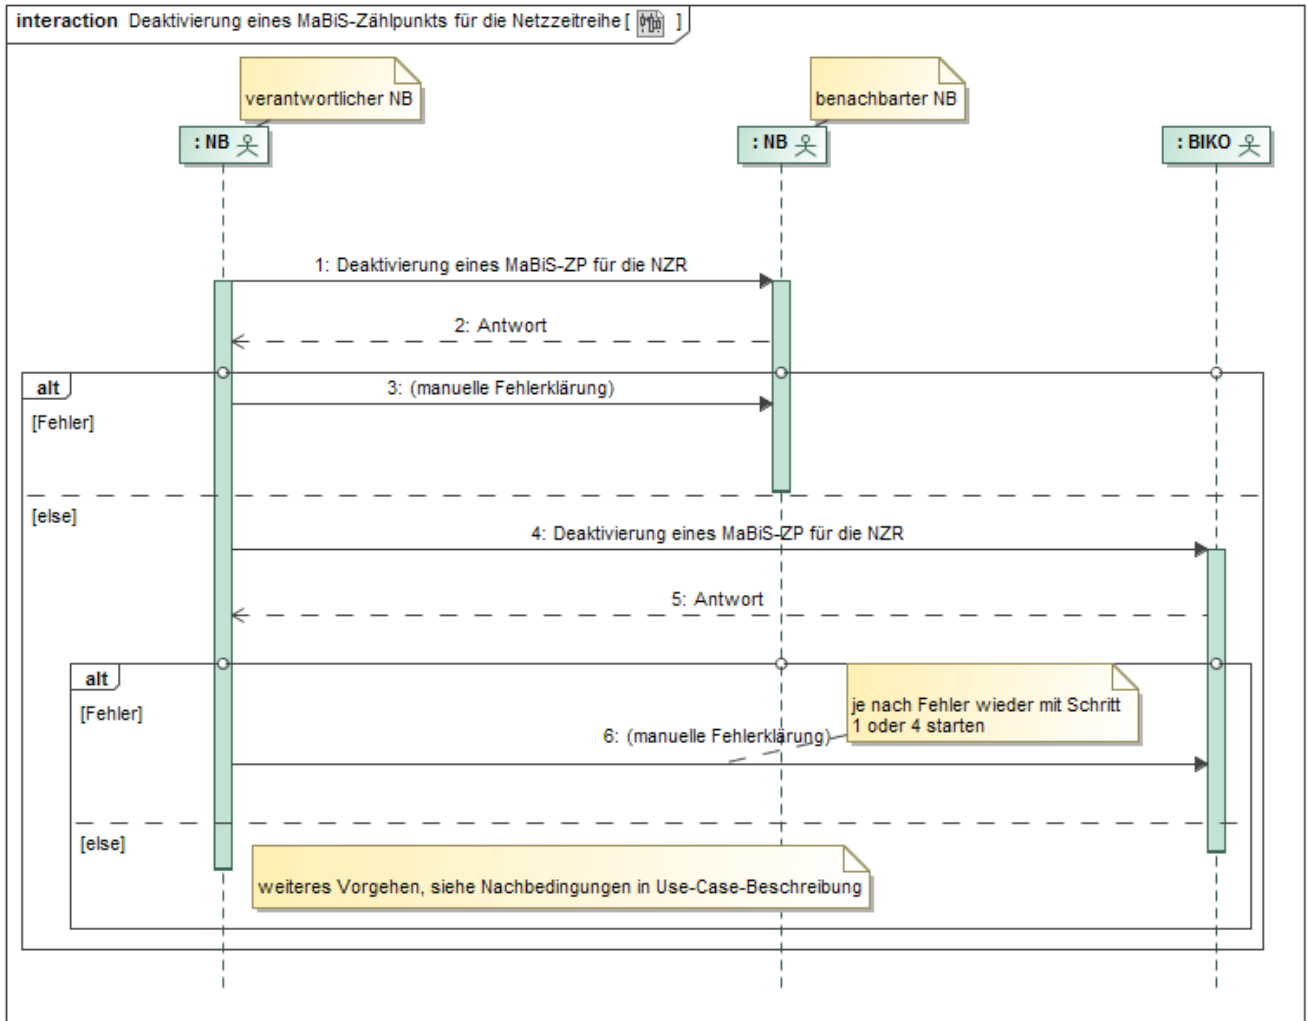 interaction Deaktivierung eines MaBiS-Zählpunkts für die Netzzeitreihe [ ]
verantwortlicher NB
benachbarter NB
: NB
: NB
: BIKO
1: Deaktivierung eines MaBiS-ZP für die NZR
2: Antwort
alt
3: (manuelle Fehlerklärung)
[Fehler]
[else]
4: Deaktivierung eines MaBiS-ZP für die NZR
5: Antwort
alt
[Fehler]
je nach Fehler wieder mit Schritt
1 oder 4 starten
6: (manuelle Fehlerklärung)
[else]
weiteres Vorgehen, siehe Nachbedingungen in Use-Case-Beschreibung